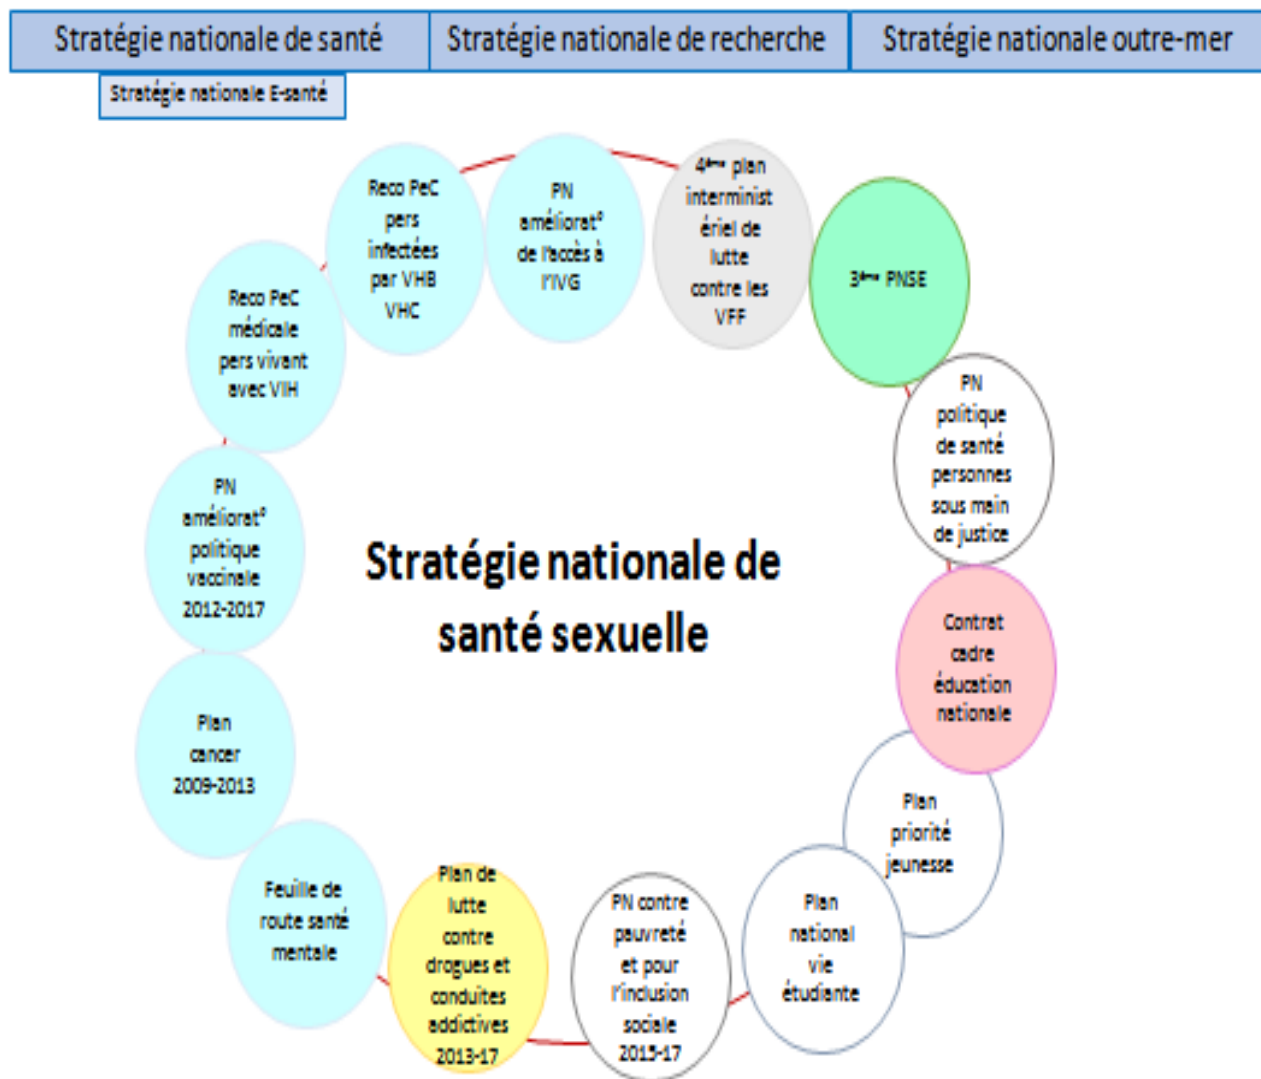 Stratégie nationale de santé
Stratégie nationale de recherche
Stratégie nationale outre-mer
Stratégie nationale E-santé
Reco PeC
pers
infectées
par VHB
VHC
PN
améliorat°
de l'accès à
l'IVG
4ème plan
interminist
ériel de
lutte
contre les
VFF
3ème PNSE
PN
politique
de santé
personnes
sous main
de justice
Contrat
cadre
éducation
nationale
Plan
priorité
jeunesse
Plan
national
vie
étudiante
PN contre
pauvreté
et pour
l'inclusion
sociale
2015-17
Plan de
lutte
contre
drogues et
conduites
addictives
2013-17
Feuille de
route santé
mentale
Plan
cancer
2009-2013
PN
améliorat°
politique
vaccinale
2012-2017
Reco PeC
médicale
pers vivant
avec VIH
Stratégie nationale de
santé sexuelle